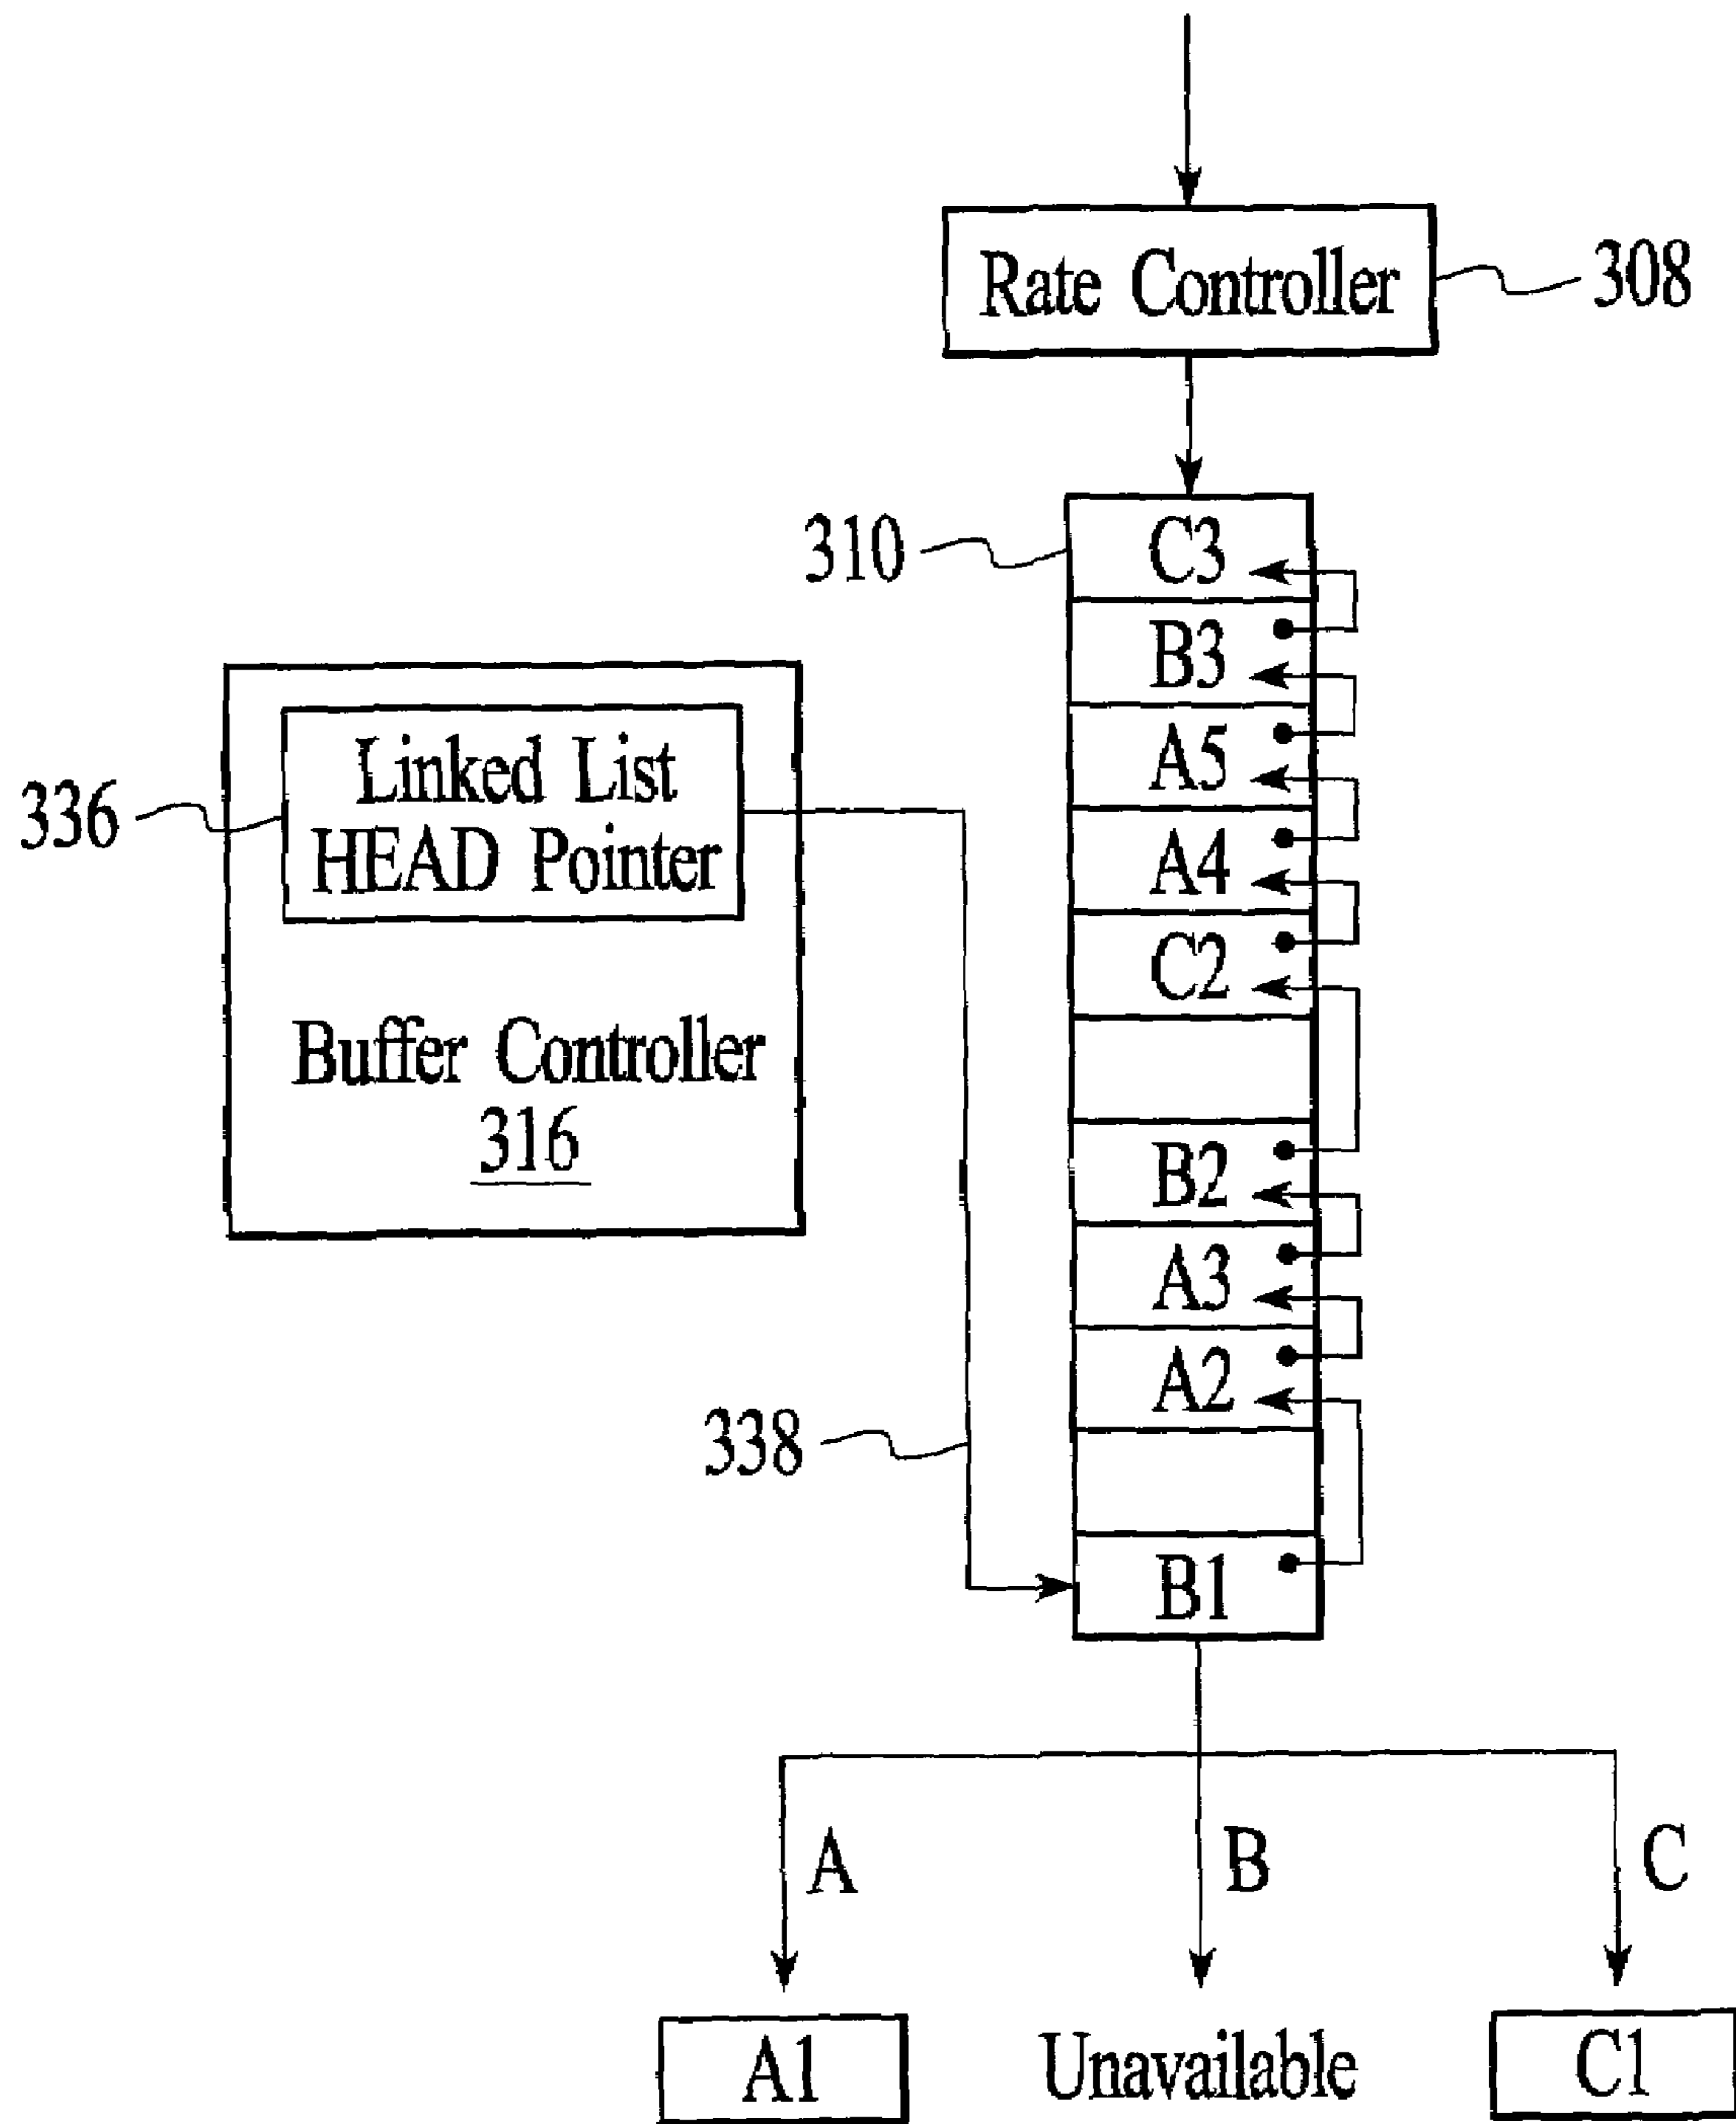 Rate Controller
308
310
C3
B3
A5
A4
C2
B2
A3
A2
B1
336
Linked List
HEAD Pointer
Buffer Controller
316
338
A
B
C
A1
Unavailable
C1